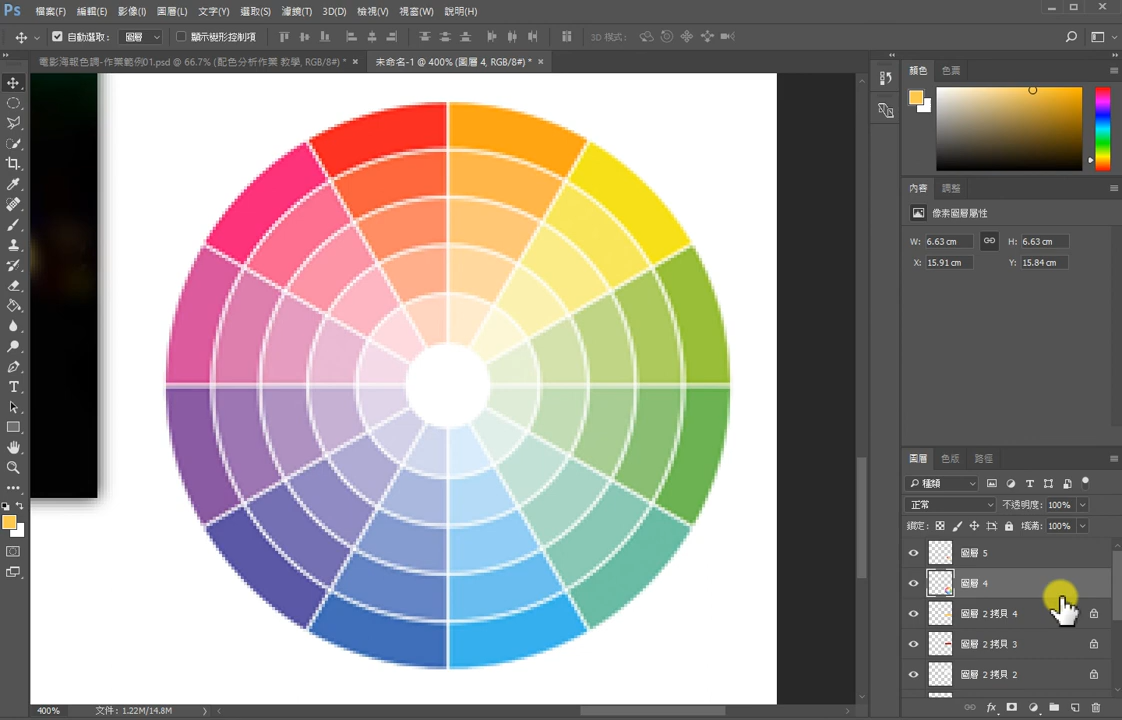 Ps 檔案(F) 編輯(E) 影像(I) 圖層(L) 文字(Y) 選取(S) 濾鏡(T) 3D(D) 檢視(V) 視窗(W) 說明(H)
自動選取: 圖層 顯示變形控制項 3D 模式:
電影海報色調-作業範例01.psd @ 66.7% (配色分析作業 教學, RGB/8#) * × 未命名-1 @ 400% (圖層 4, RGB/8#) * ×
顏色 色票
內容 調整
像素圖層屬性
W: 6.63 cm H: 6.63 cm
X: 15.91 cm Y: 15.84 cm
圖層 色版 路徑
種類
正常 不透明度: 100%
鎖定: 填滿: 100%
圖層 5
圖層 4
圖層 2 拷貝 4
圖層 2 拷貝 3
圖層 2 拷貝 2
400% 文件: 1.22M/14.8M